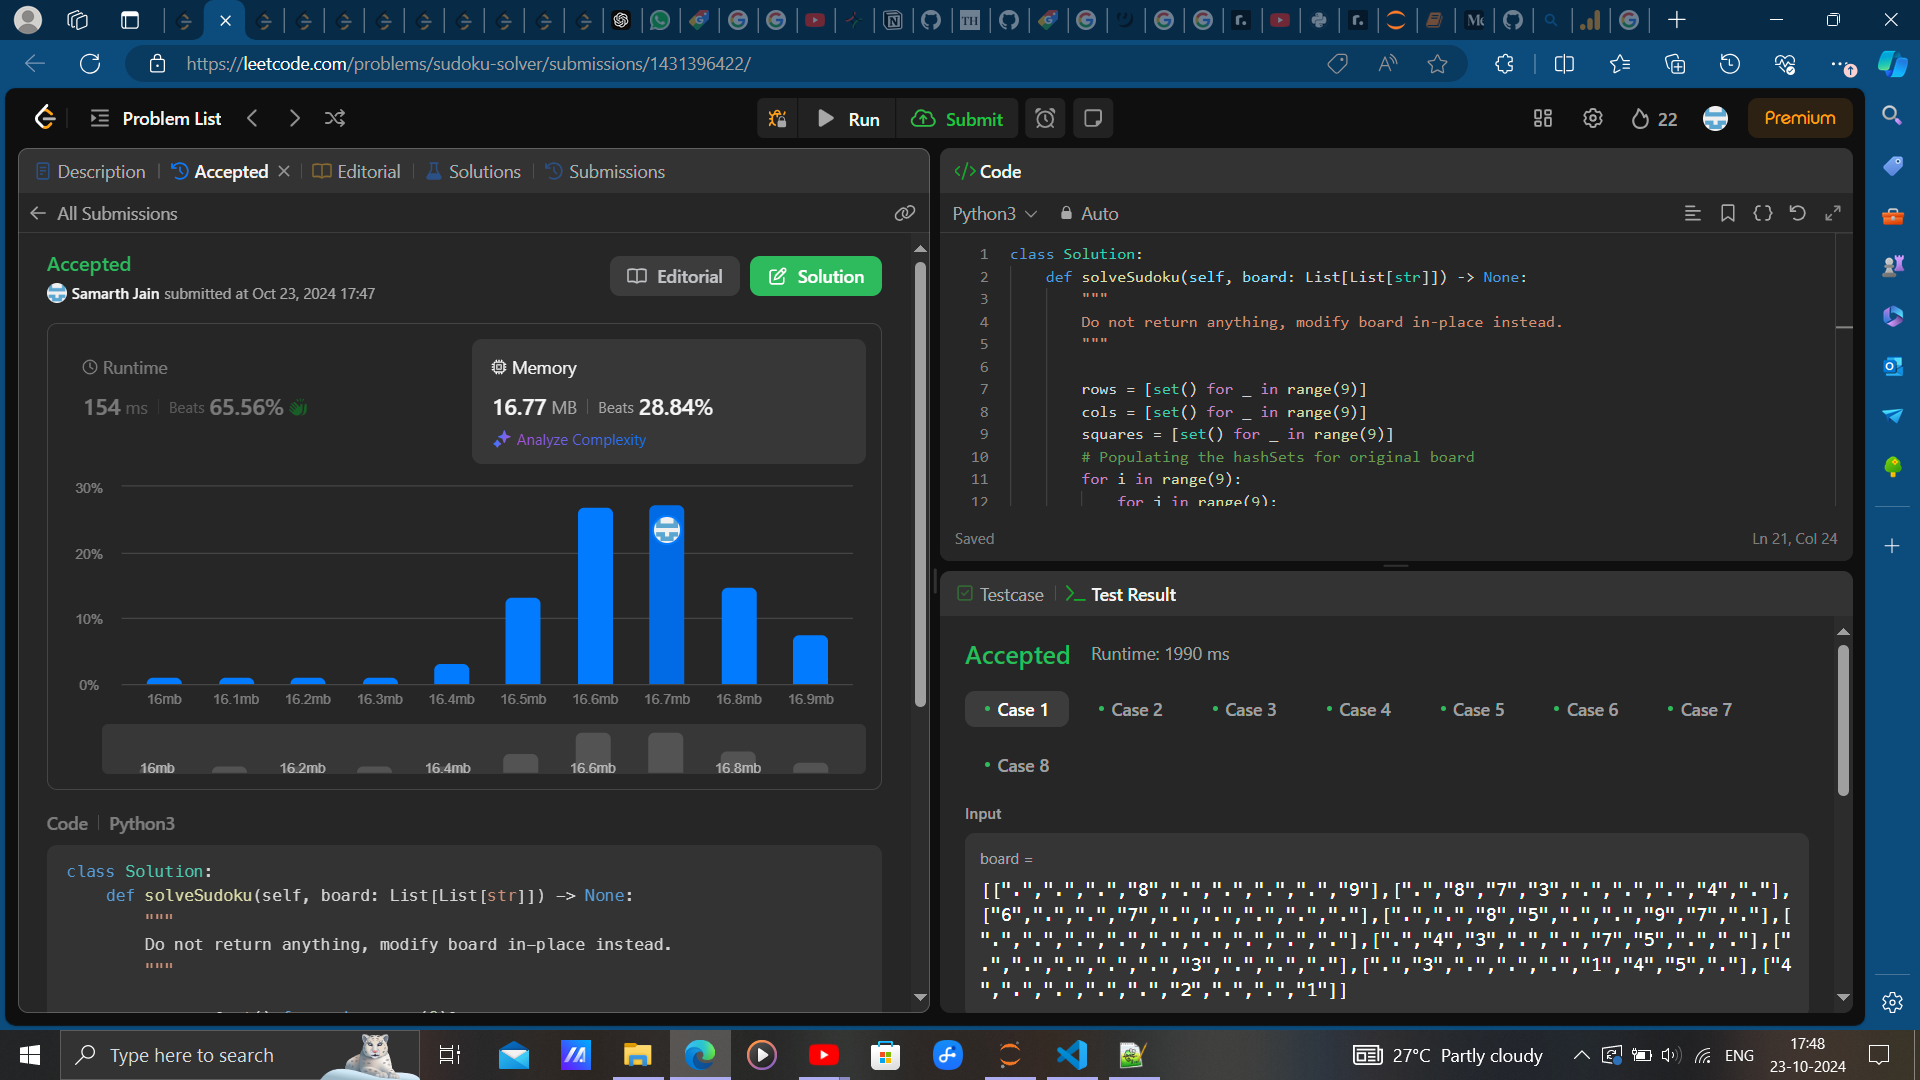 https://leetcode.com/problems/sudoku-solver/submissions/1431396422/
Problem List
Run
Submit
22
Premium
Description
Accepted
Editorial
Solutions
Submissions
All Submissions
Accepted
Samarth Jain submitted at Oct 23, 2024 17:47
Editorial
Solution
Runtime
154 ms
Beats 65.56%
Memory
16.77 MB
Beats 28.84%
Analyze Complexity
30%
20%
10%
0%
16mb 16.1mb 16.2mb 16.3mb 16.4mb 16.5mb 16.6mb 16.7mb 16.8mb 16.9mb
16mb 16.2mb 16.4mb 16.6mb 16.8mb
Code
Python3
class Solution:
def solveSudoku(self, board: List[List[str]]) -> None:
"""
Do not return anything, modify board in-place instead.
"""
</> Code
Python3
Auto
1 class Solution:
2 def solveSudoku(self, board: List[List[str]]) -> None:
3 """
4 Do not return anything, modify board in-place instead.
5 """
6
7 rows = [set() for _ in range(9)]
8 cols = [set() for _ in range(9)]
9 squares = [set() for _ in range(9)]
10 # Populating the hashSets for original board
11 for i in range(9):
12 for j in range(9):
Saved
Ln 21, Col 24
Testcase
Test Result
Accepted
Runtime: 1990 ms
Case 1
Case 2
Case 3
Case 4
Case 5
Case 6
Case 7
Case 8
Input
board =
[[".",".",".","8",".",".",".",".","9"],[".","8","7","3",".",".",".","4","."],
["6",".",".","7",".",".",".",".","."],[".",".","8","5",".",".","9","7","."],[
".",".",".",".",".",".",".",".","."],[".","4","3",".",".","7","5",".","."],["
.",".",".",".",".","3",".",".","."],[".","3",".",".",".","1","4","5","."],["4
",".",".",".",".","2",".",".","1"]]
Type here to search
27°C Partly cloudy
ENG
17:48
23-10-2024